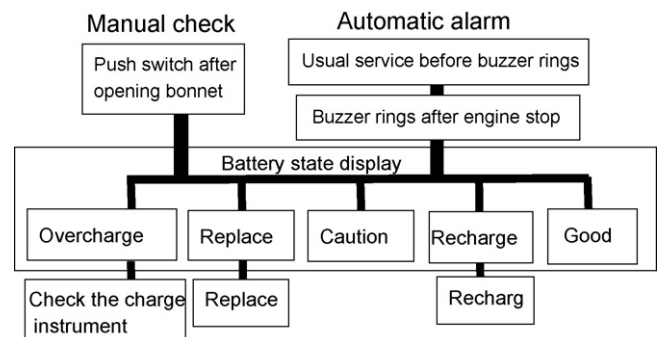 Manual check
Automatic alarm
Push switch after
opening bonnet
Usual service before buzzer rings
Buzzer rings after engine stop
Battery state display
Overcharge
Replace
Caution
Recharge
Good
Check the charge
instrument
Replace
Recharg